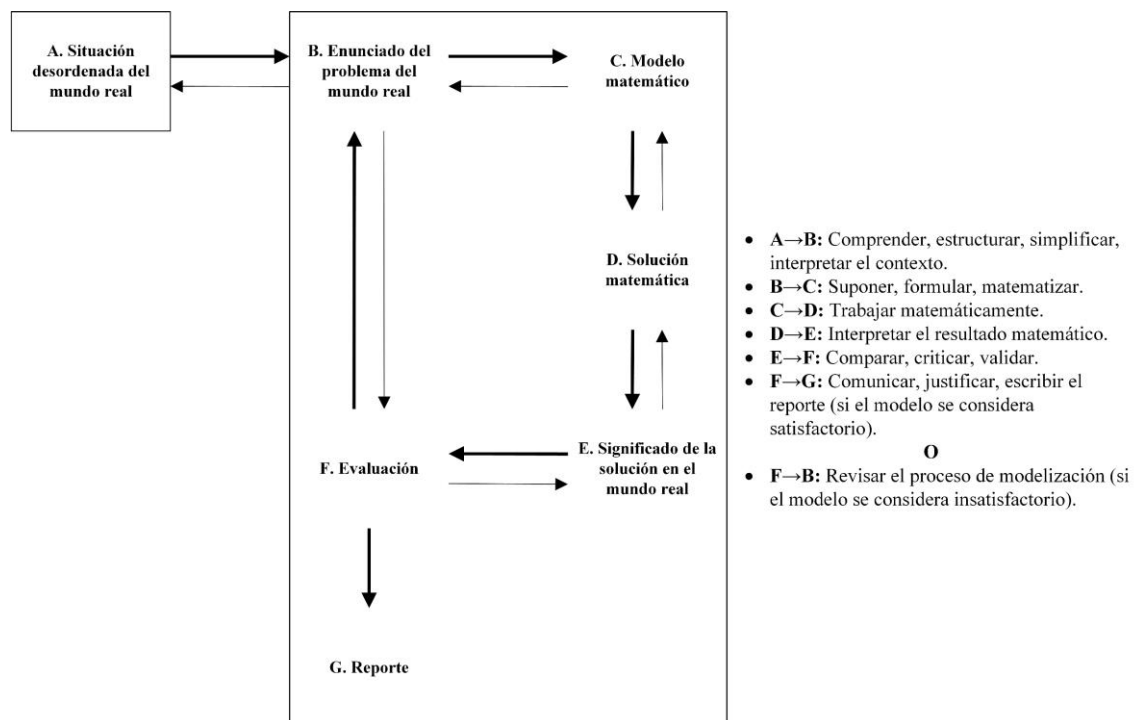 A. Situación
desordenada del
mundo real
B. Enunciado del
problema del
mundo real
C. Modelo
matemático
D. Solución
matemática
E. Significado de la
solución en el
mundo real
F. Evaluación
G. Reporte
• A→B: Comprender, estructurar, simplificar,
interpretar el contexto.
• B→C: Suponer, formular, matematizar.
• C→D: Trabajar matemáticamente.
• D→E: Interpretar el resultado matemático.
• E→F: Comparar, criticar, validar.
• F→G: Comunicar, justificar, escribir el
reporte (si el modelo se considera
satisfactorio).
O
• F→B: Revisar el proceso de modelización (si
el modelo se considera insatisfactorio).